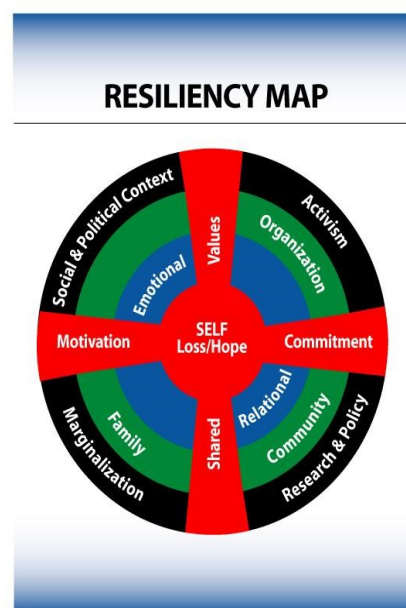 RESILIENCY MAP
Social & Political Context
Activism
Values
Organization
Emotional
Motivation
SELF
Loss/Hope
Commitment
Relational
Family
Shared
Community
Marginalization
Research & Policy